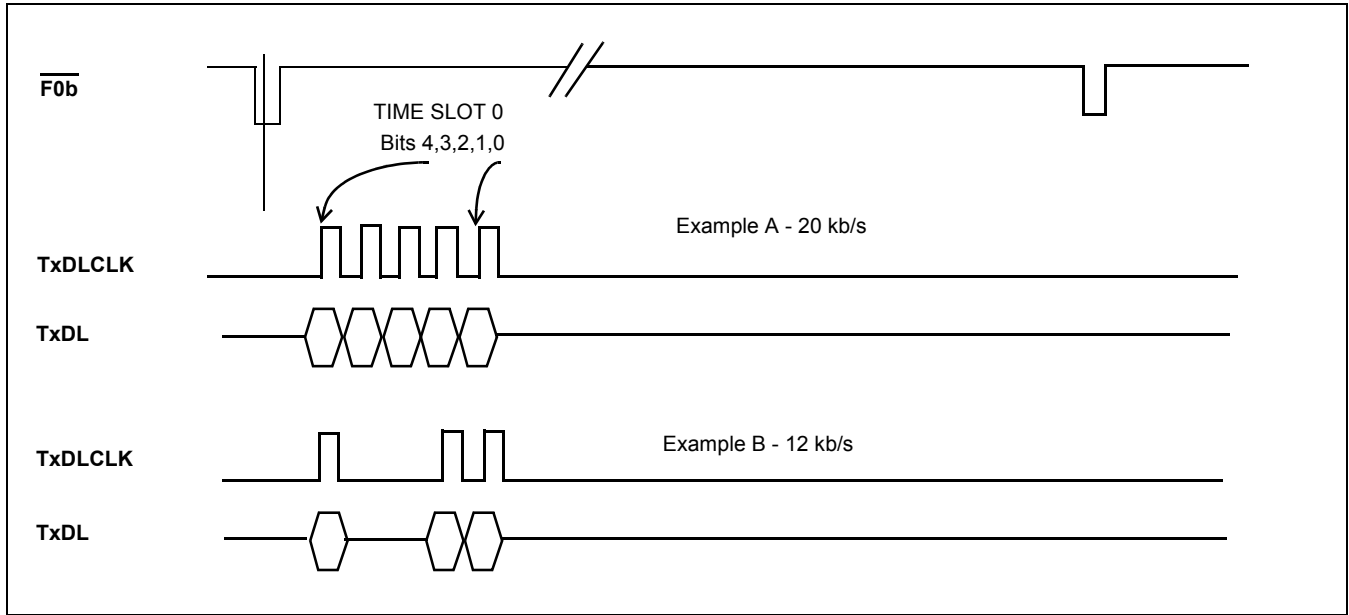 F0b
TIME SLOT 0
Bits 4,3,2,1,0
Example A - 20 kb/s
TxDLCLK
TxDL
Example B - 12 kb/s
TxDLCLK
TxDL